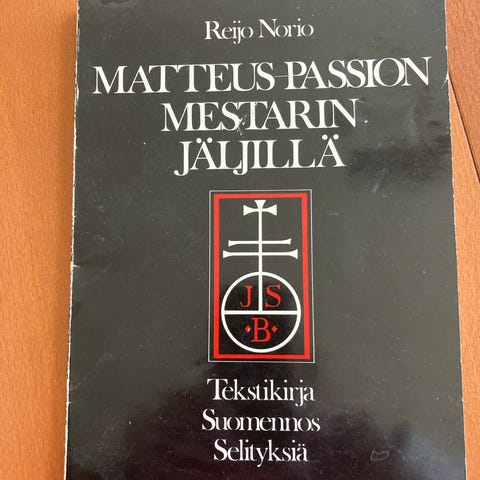 Reijo Norio
MATTEUS-PASSION
MESTARIN
JÄLJILLÄ
J S
B
Tekstikirja
Suomennos
Selityksiä